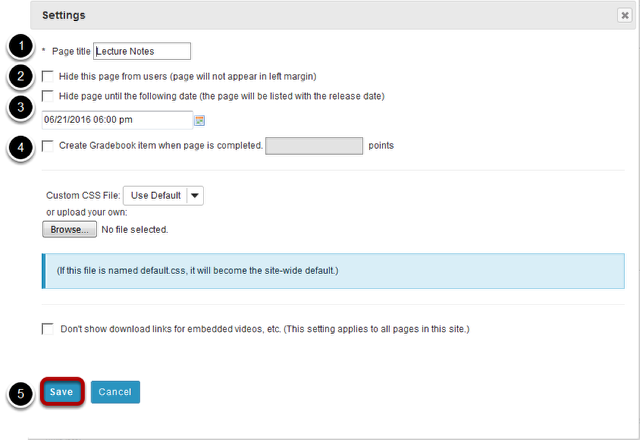 Settings
1 * Page title Lecture Notes
2 Hide this page from users (page will not appear in left margin)
Hide page until the following date (the page will be listed with the release date)
3
06/21/2016 06:00 pm
4 Create Gradebook item when page is completed. points
Custom CSS File: Use Default
or upload your own:
Browse... No file selected.
(If this file is named default.css, it will become the site-wide default.)
Don't show download links for embedded videos, etc. (This setting applies to all pages in this site.)
5 Save Cancel